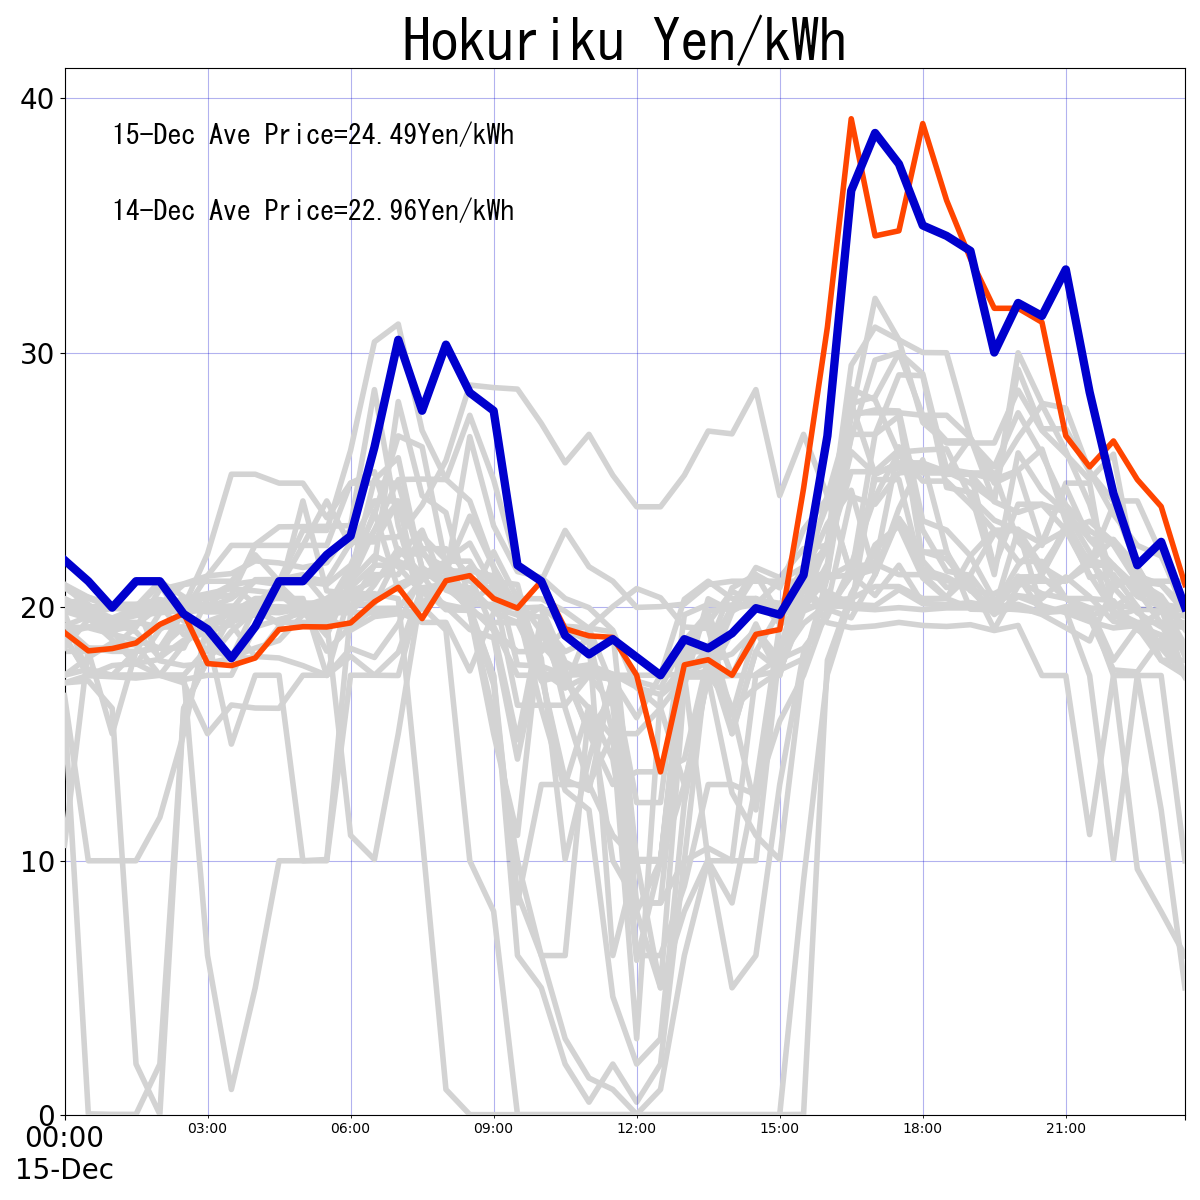 Hokuriku Yen/kWh
40
15-Dec Ave Price=24.49Yen/kWh
14-Dec Ave Price=22.96Yen/kWh
30
20
10
0
00:00 03:00 06:00 09:00 12:00 15:00 18:00 21:00
15-Dec